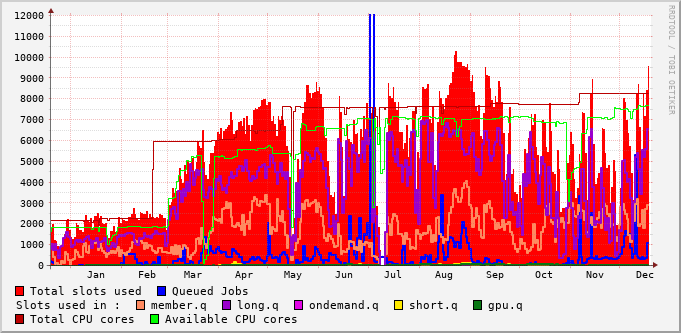 12000
11000
10000
9000
8000
7000
6000
5000
4000
3000
2000
1000
0
Jan Feb Mar Apr May Jun Jul Aug Sep Oct Nov Dec
Total slots used Queued Jobs
Slots used in : member.q long.q ondemand.q short.q gpu.q
Total CPU cores Available CPU cores
RRDTOOL / TOBI OETIKER